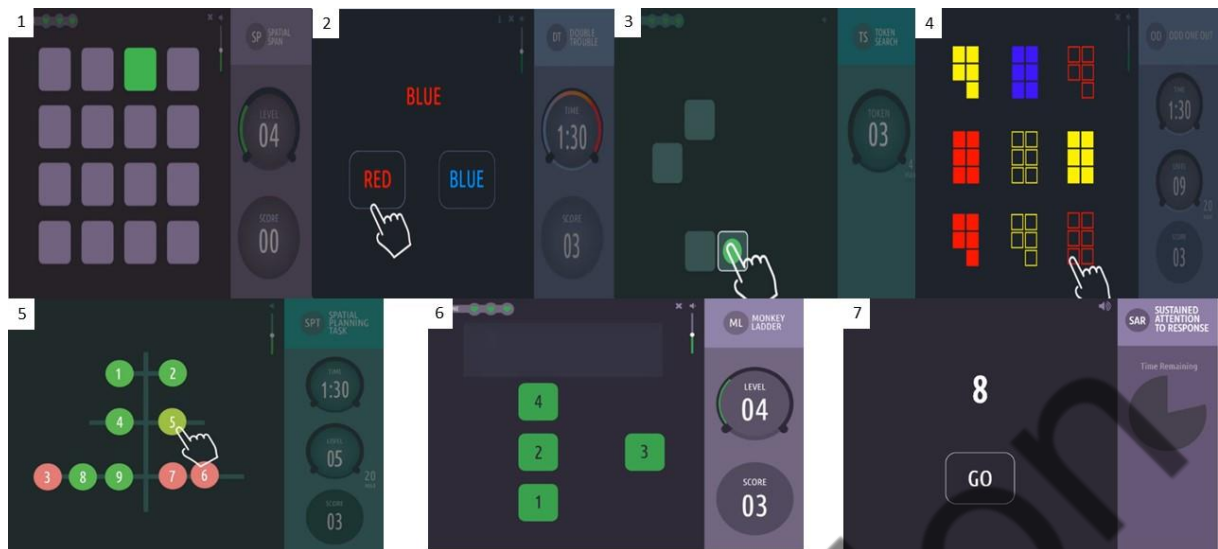 1
SP SPATIAL SPAN
LEVEL
04
SCORE
00
2
DT DOUBLE TROUBLE
BLUE
RED BLUE
TIME
1:30
SCORE
03
3
TS TOKEN SEARCH
TOKEN
03
4
OD ODD ONE OUT
TIME
1:30
LEVEL
09
20
SCORE
03
5
SPT SPATIAL PLANNING TASK
1 2
4 5
3 8 9 7 6
TIME
1:30
LEVEL
05
20
SCORE
03
6
ML MONKEY LADDER
4
2 3
1
LEVEL
04
SCORE
03
7
SAR SUSTAINED ATTENTION TO RESPONSE
Time Remaining
8
GO